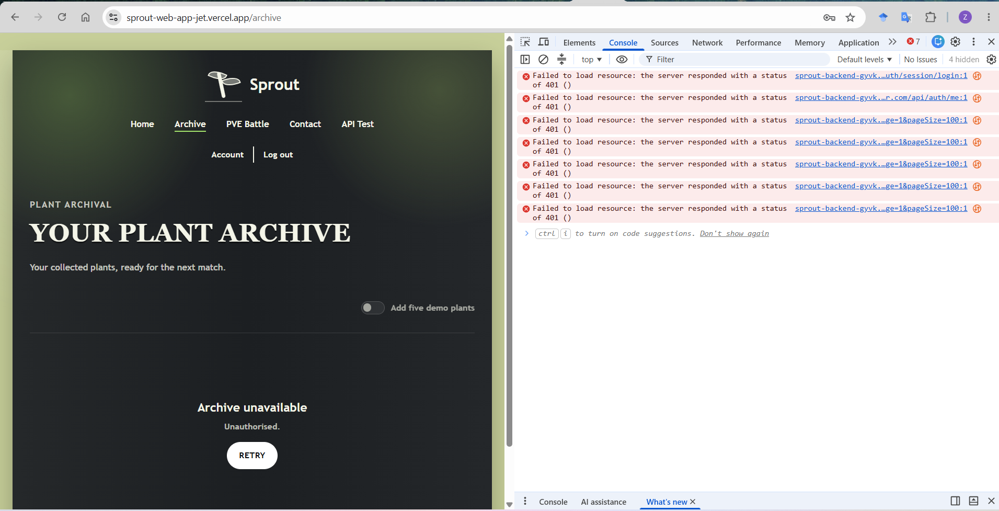 sprout-web-app-jet.vercel.app/archive
Z
Elements Console Sources Network Performance Memory Application 7
top Filter Default levels No Issues 4 hidden
Sprout
Home Archive PVE Battle Contact API Test
Account Log out
PLANT ARCHIVAL
YOUR PLANT ARCHIVE
Your collected plants, ready for the next match.
Add five demo plants
Archive unavailable
Unauthorised.
RETRY
Failed to load resource: the server responded with a status sprout-backend-gyvk.…uth/session/login:1
of 401 ()
Failed to load resource: the server responded with a status sprout-backend-gyvk.…r.com/api/auth/me:1
of 401 ()
Failed to load resource: the server responded with a status sprout-backend-gyvk.…ge=1&pageSize=100:1
of 401 ()
Failed to load resource: the server responded with a status sprout-backend-gyvk.…ge=1&pageSize=100:1
of 401 ()
Failed to load resource: the server responded with a status sprout-backend-gyvk.…ge=1&pageSize=100:1
of 401 ()
Failed to load resource: the server responded with a status sprout-backend-gyvk.…ge=1&pageSize=100:1
of 401 ()
Failed to load resource: the server responded with a status sprout-backend-gyvk.…ge=1&pageSize=100:1
of 401 ()
ctrl i to turn on code suggestions. Don't show again
Console AI assistance What's new